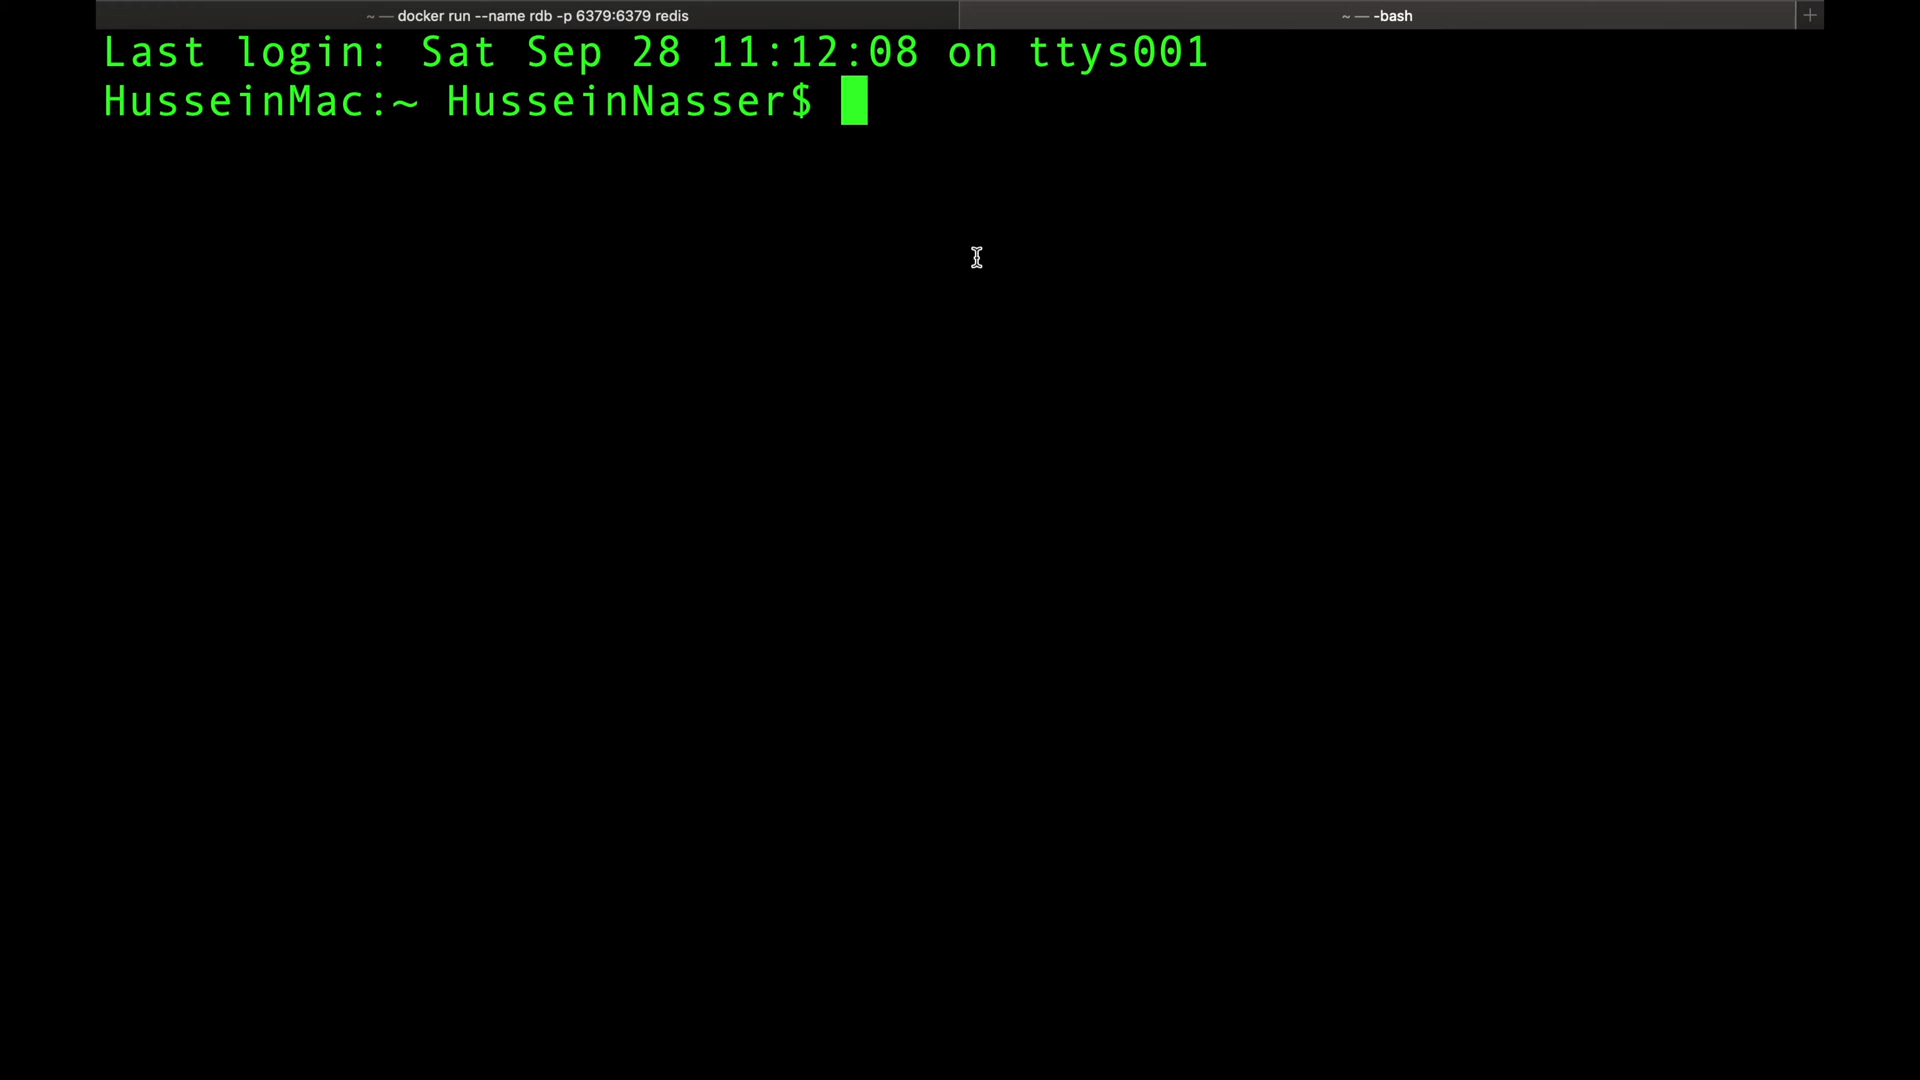 ~ — docker run --name rdb -p 6379:6379 redis
~ — -bash
Last login: Sat Sep 28 11:12:08 on ttys001
HusseinMac:~ HusseinNasser$